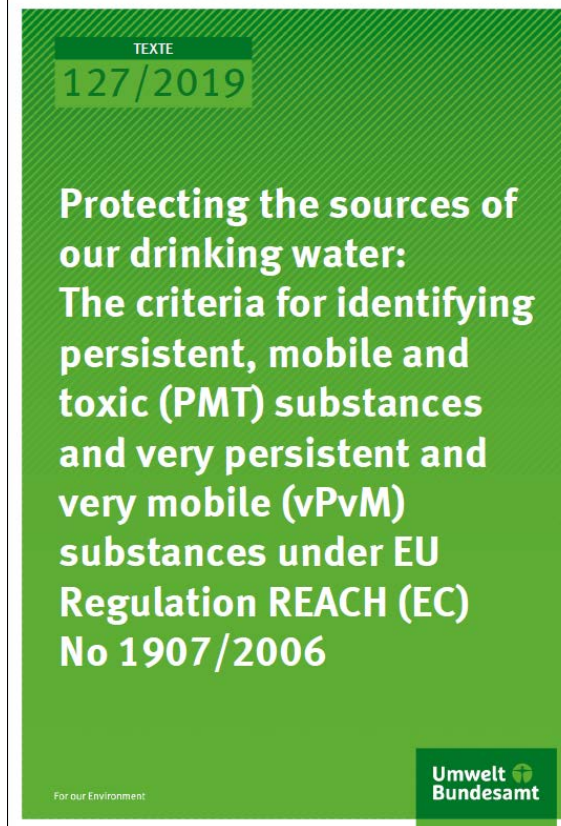 TEXTE
127/2019
Protecting the sources of
our drinking water:
The criteria for identifying
persistent, mobile and
toxic (PMT) substances
and very persistent and
very mobile (vPvM)
substances under EU
Regulation REACH (EC)
No 1907/2006
For our Environment
Umwelt
Bundesamt